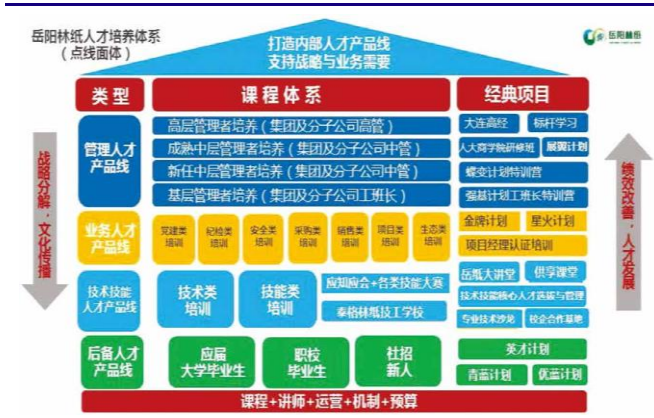 岳阳林纸人才培养体系
（点线面体）
打造内部人才产品线
支持战略与业务需要
岳阳林纸
类型
课程体系
经典项目
战略分解·文化传播
绩效改善·人才发展
管理人才
产品线
高层管理者培养（集团及分子公司高管）
成熟中层管理者培养（集团及分子公司中管）
新任中层管理者培养（集团及分子公司中管）
基层管理者培养（集团及分子公司工班长）
大连高经
标杆学习
人大商学院研修班
展翼计划
蝶变计划特训营
强基计划工班长特训营
业务人才
产品线
党建类
培训
纪检类
培训
安全类
培训
采购类
培训
销售类
培训
项目类
培训
生态类
培训
金牌计划
星火计划
项目经理认证培训
技术技能
人才产品线
技术类
培训
技能类
培训
应知应会+各类技能大赛
泰格林纸技工学校
岳纸大讲堂
供享课堂
技术技能核心人才选拔与管理
专业技术沙龙
校企合作基地
后备人才
产品线
应届
大学毕业生
职校
毕业生
社招
新人
英才计划
青蓝计划
优蓝计划
课程+讲师+运营+机制+预算